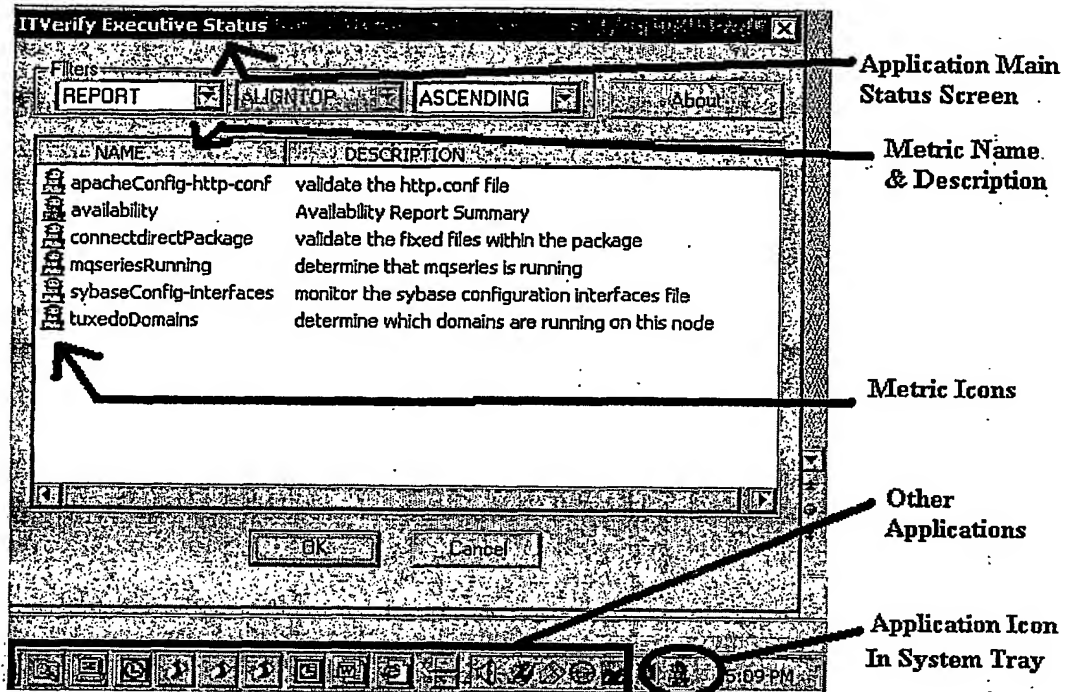 ITVerify Executive Status
Application Main
Status Screen
Filters
REPORT ALIGNTOP ASCENDING About
Metric Name
& Description
NAME DESCRIPTION
apacheConfig-http-conf validate the http.conf file
availability Availability Report Summary
connectdirectPackage validate the fixed files within the package
mqseriesRunning determine that mqseries is running
sybaseConfig-interfaces monitor the sybase configuration interfaces file
tuxedoDomains determine which domains are running on this node
Metric Icons
Other
Applications
OK Cancel
Application Icon
In System Tray
5:09 PM